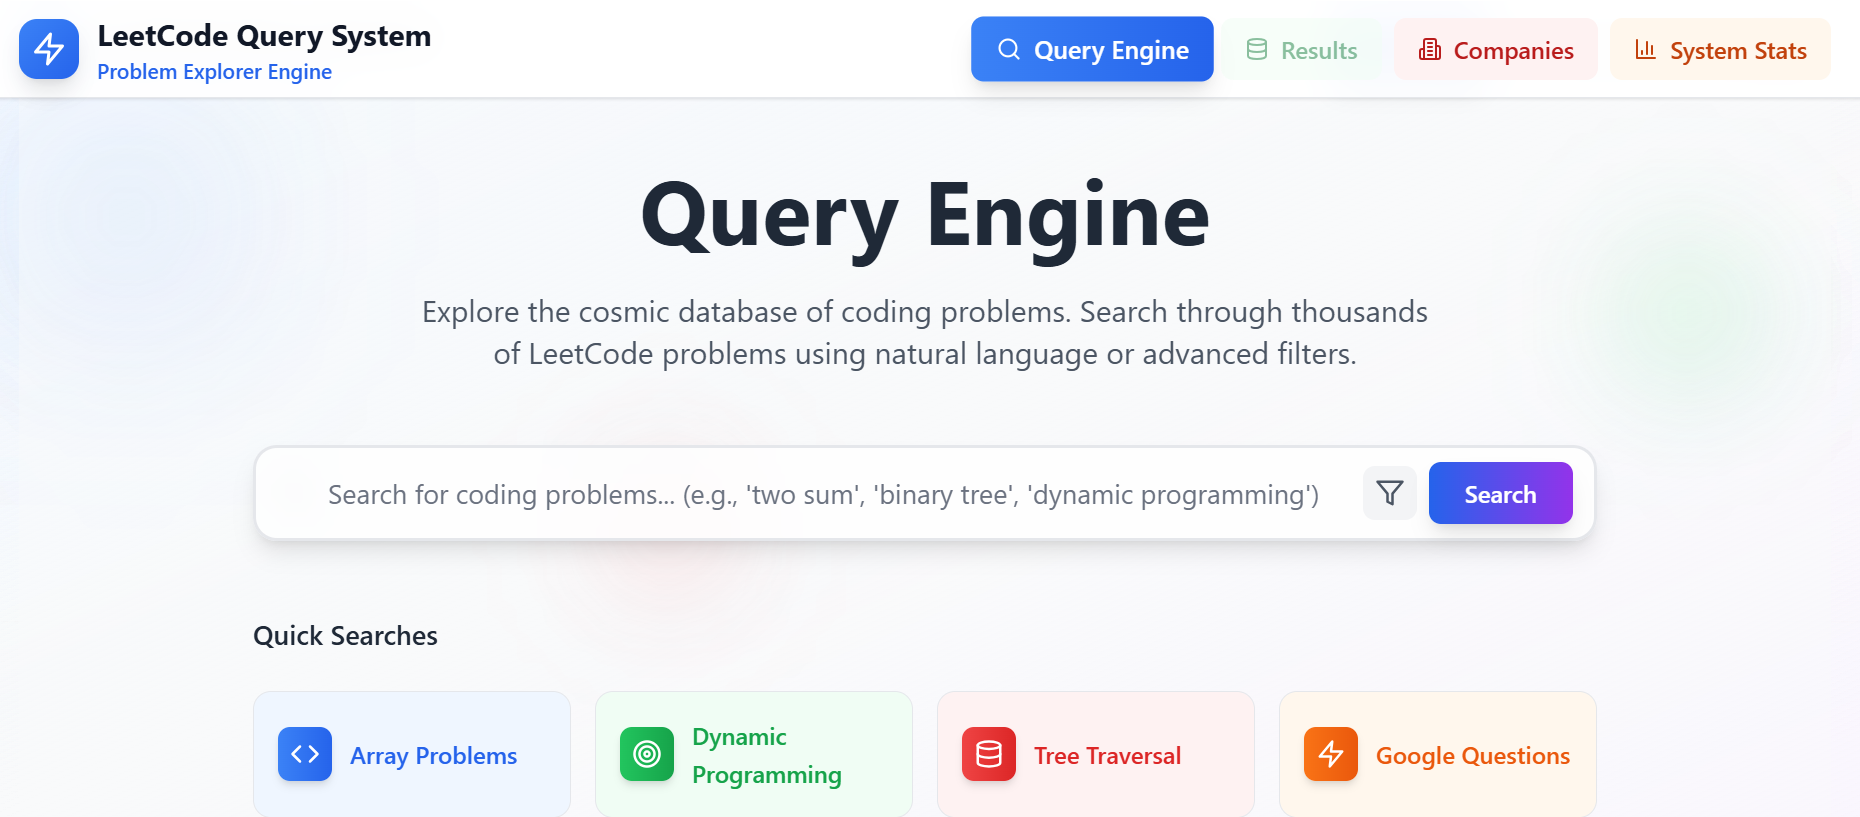 LeetCode Query System
Problem Explorer Engine
Query Engine
Results
Companies
System Stats
Query Engine
Explore the cosmic database of coding problems. Search through thousands
of LeetCode problems using natural language or advanced filters.
Search for coding problems... (e.g., 'two sum', 'binary tree', 'dynamic programming')
Search
Quick Searches
Array Problems
Dynamic
Programming
Tree Traversal
Google Questions